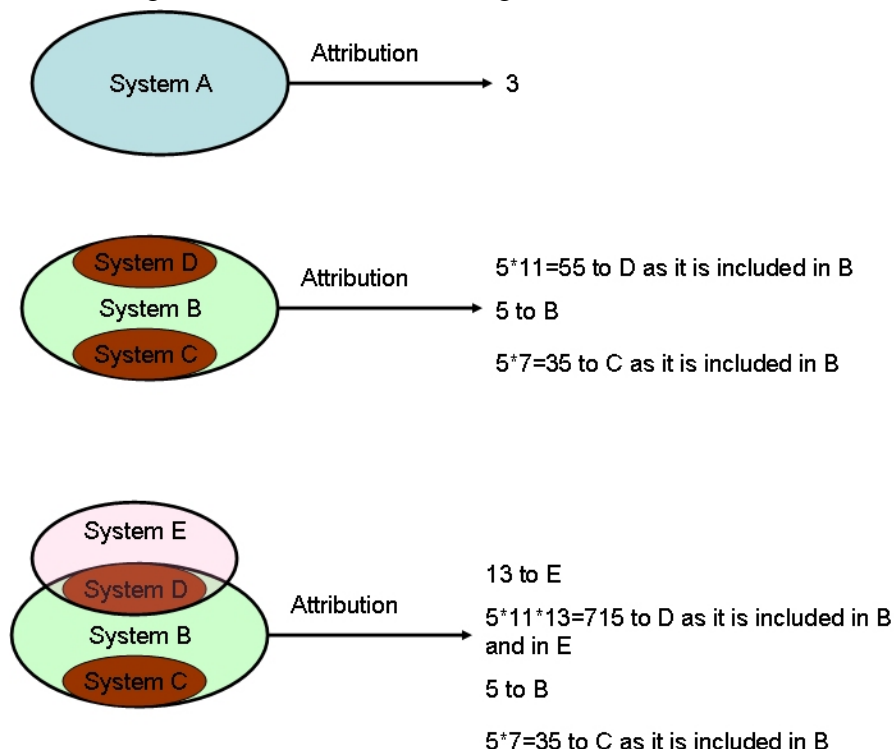 Attribution
System A
3
System D
5*11=55 to D as it is included in B
Attribution
System B
5 to B
System C
5*7=35 to C as it is included in B
System E
13 to E
System D
Attribution
5*11*13=715 to D as it is included in B
and in E
System B
5 to B
System C
5*7=35 to C as it is included in B